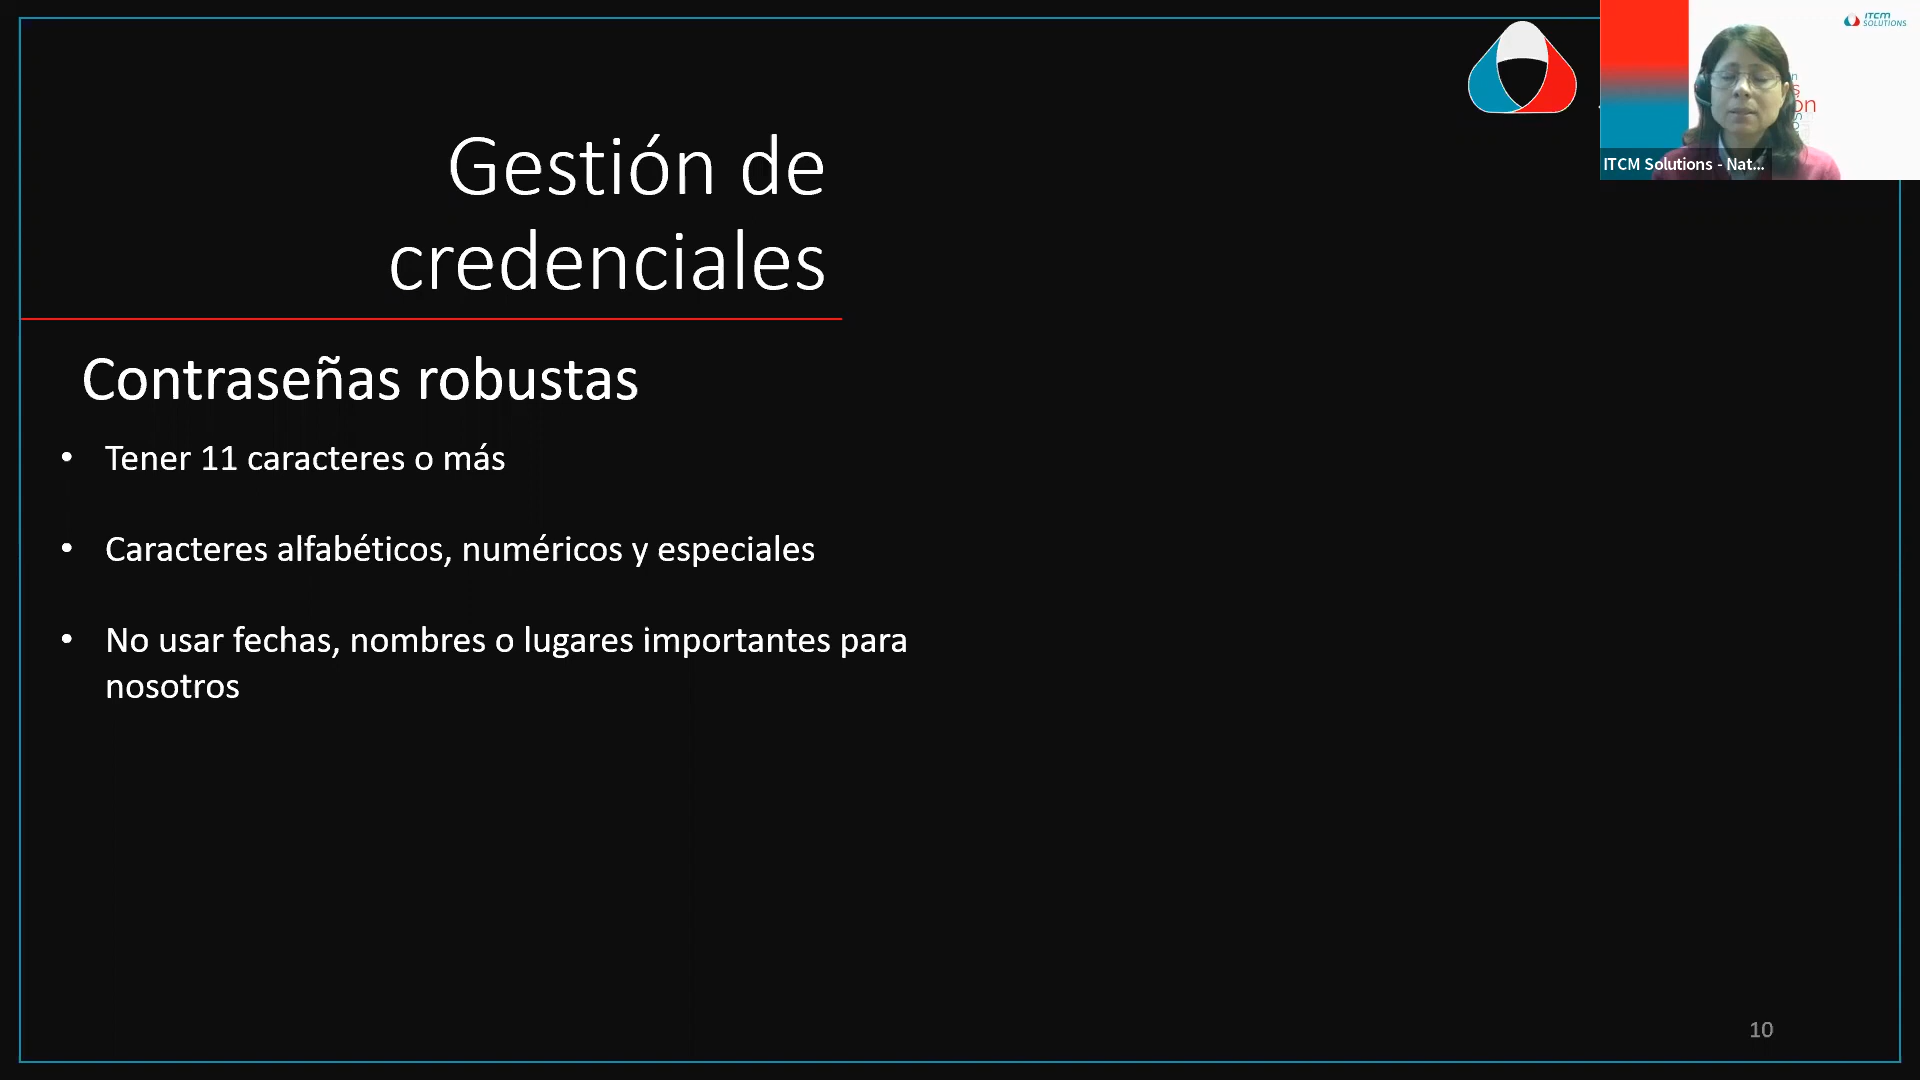 Gestión de
credenciales
Contraseñas robustas
• Tener 11 caracteres o más
• Caracteres alfabéticos, numéricos y especiales
• No usar fechas, nombres o lugares importantes para
nosotros
10
ITCM
SOLUTIONS
ITCM Solutions - Nat...